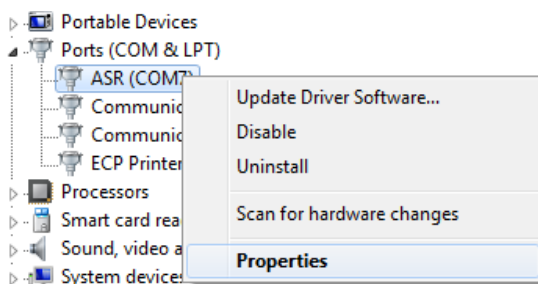 Portable Devices
Ports (COM & LPT)
ASR (COM7)
Communic
Communic
ECP Printer
Processors
Smart card rea
Sound, video a
System devices
Update Driver Software...
Disable
Uninstall
Scan for hardware changes
Properties